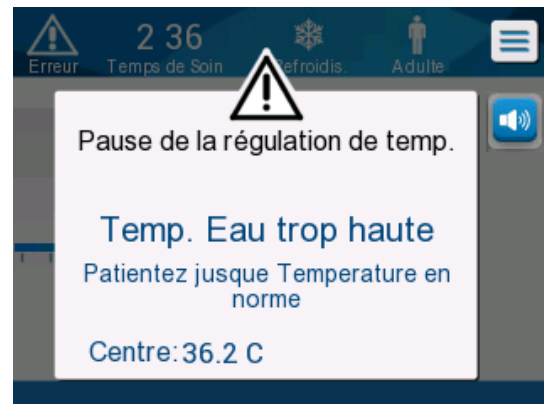 2 36
Erreur Temps de Soin Refroidis. Adulte
Pause de la régulation de temp.
Temp. Eau trop haute
Patientez jusque Temperature en
norme
Centre: 36.2 C